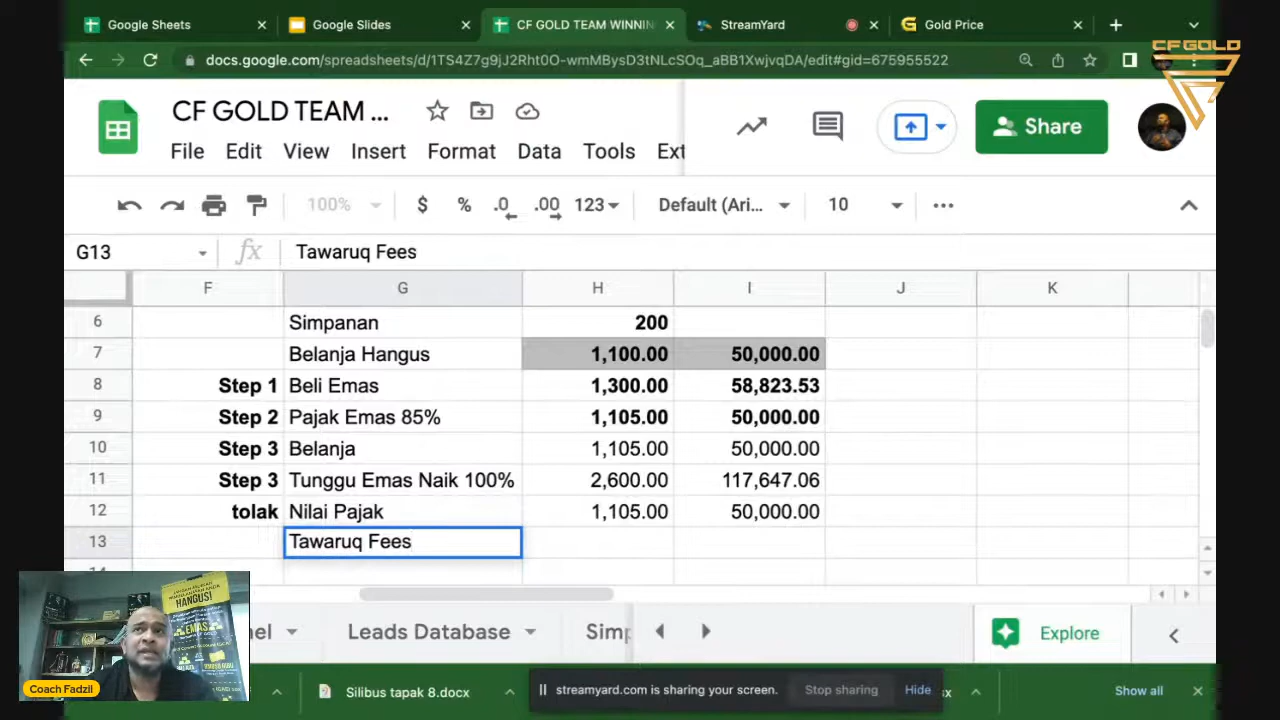 Google Sheets
Google Slides
CF GOLD TEAM WINNIN
StreamYard
Gold Price
docs.google.com/spreadsheets/d/1TS4Z7g9jJ2Rht0O-wmMBysD3tNLcSOq_aBB1XwjvqDA/edit#gid=675955522
CF GOLD
CF GOLD TEAM ...
Share
File Edit View Insert Format Data Tools Ext
100% $ % .0 .00 123 Default (Ari... 10 ...
G13 fx Tawaruq Fees
F G H I J K
6 Simpanan 200
7 Belanja Hangus 1,100.00 50,000.00
8 Step 1 Beli Emas 1,300.00 58,823.53
9 Step 2 Pajak Emas 85% 1,105.00 50,000.00
10 Step 3 Belanja 1,105.00 50,000.00
11 Step 3 Tunggu Emas Naik 100% 2,600.00 117,647.06
12 tolak Nilai Pajak 1,105.00 50,000.00
13 Tawaruq Fees
HANGUS!
EMAS
Coach Fadzil
nel Leads Database Simp
Explore
Silibus tapak 8.docx
streamyard.com is sharing your screen. Stop sharing Hide
Show all